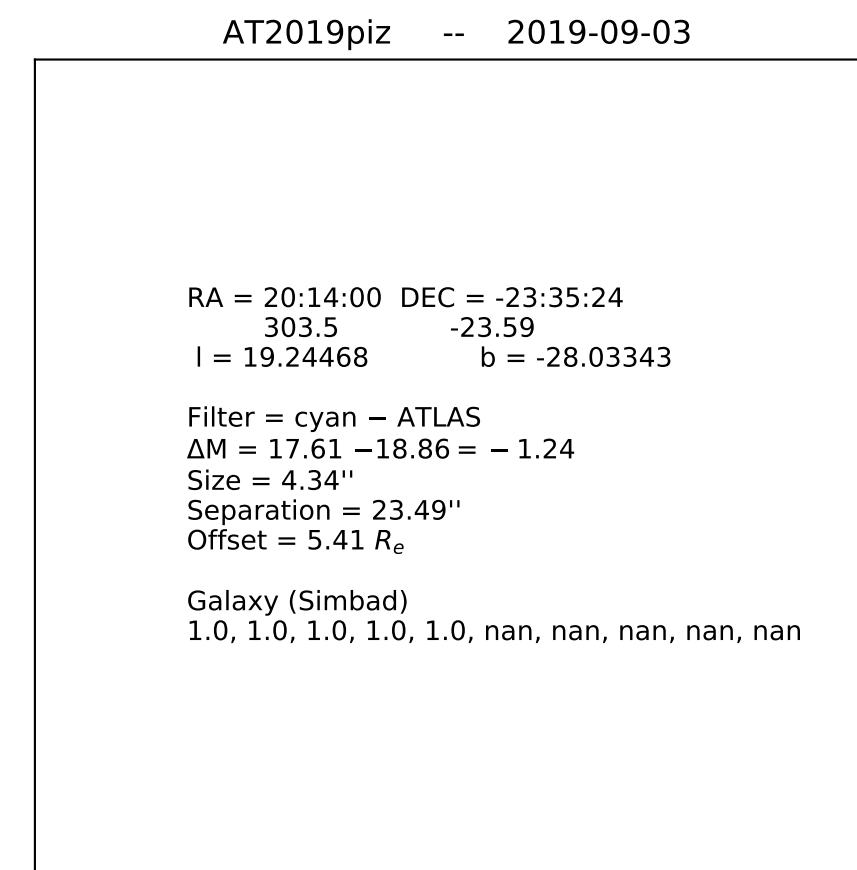 AT2019piz -- 2019-09-03
RA = 20:14:00 DEC = -23:35:24
303.5 -23.59
l = 19.24468 b = -28.03343
Filter = cyan − ATLAS
ΔM = 17.61 −18.86 = − 1.24
Size = 4.34''
Separation = 23.49''
Offset = 5.41 Re
Galaxy (Simbad)
1.0, 1.0, 1.0, 1.0, 1.0, nan, nan, nan, nan, nan